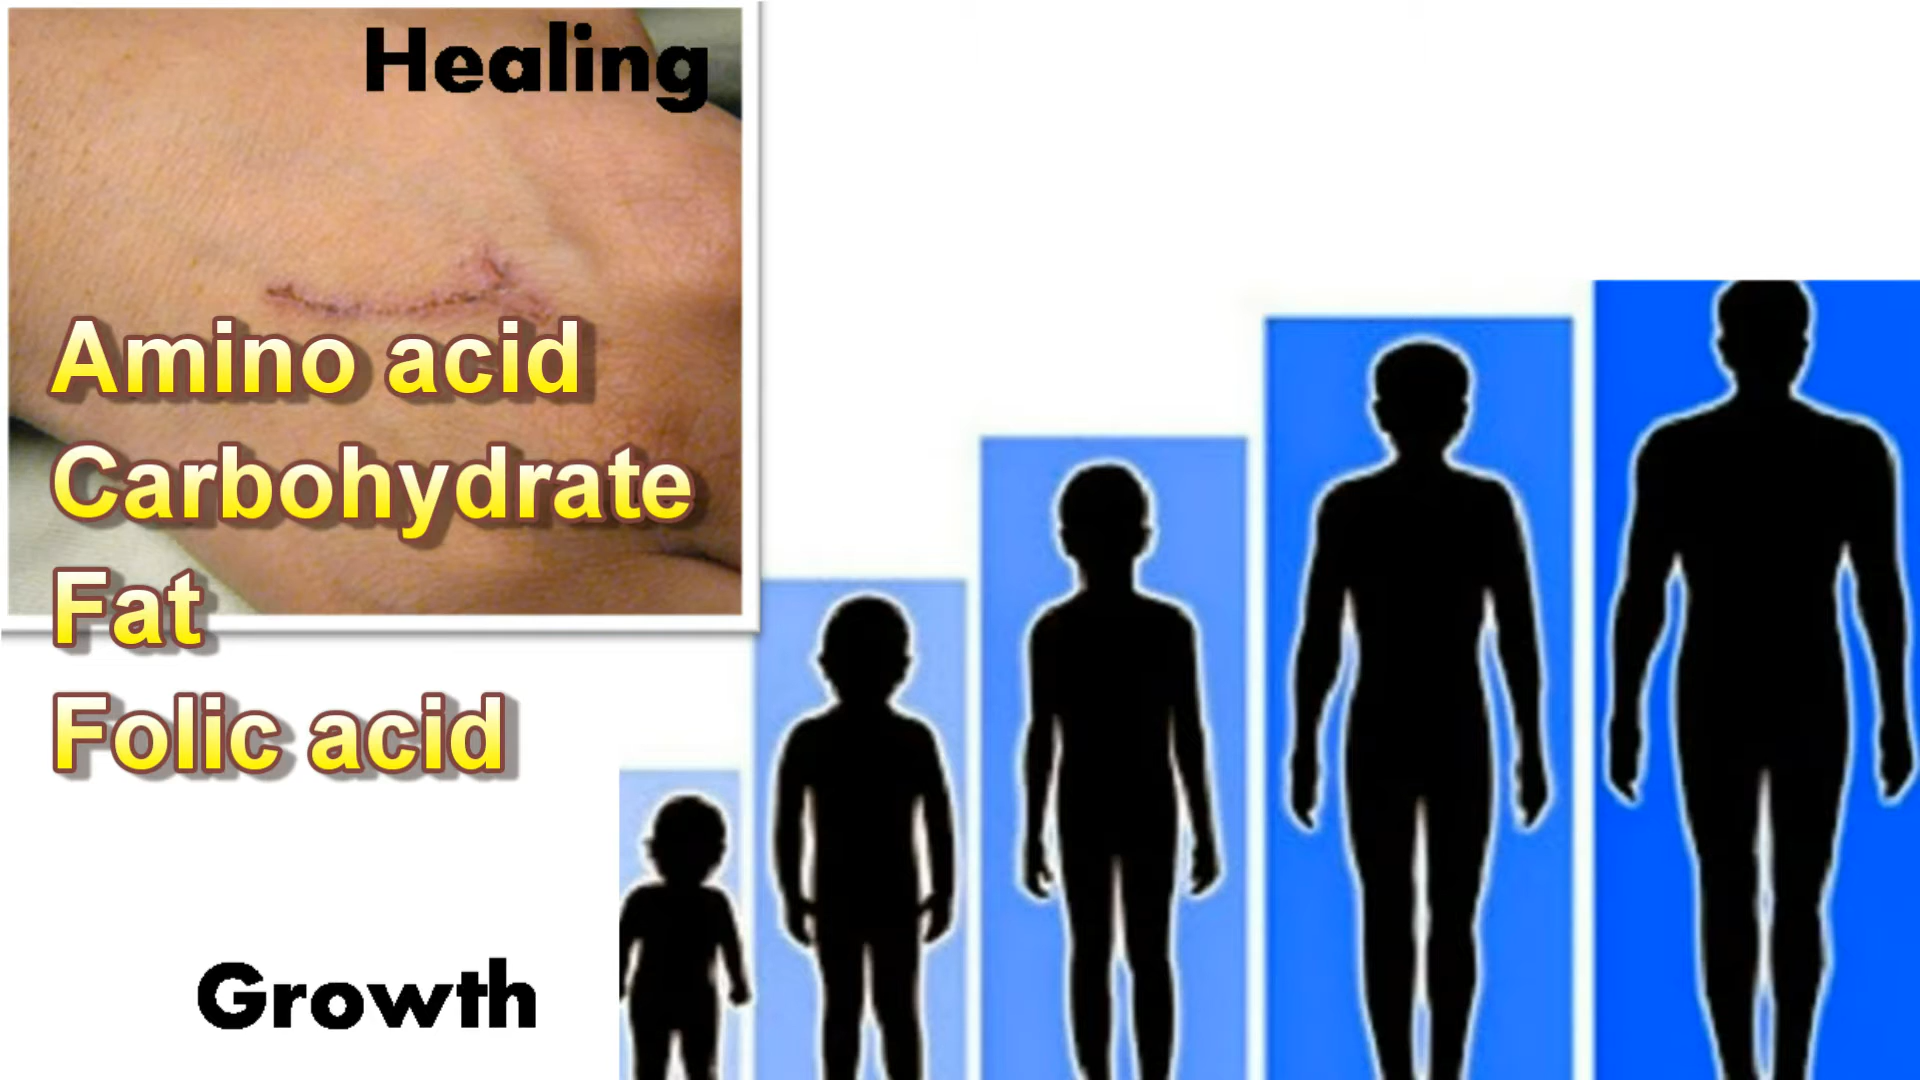 Healing
Amino acid
Carbohydrate
Fat
Folic acid
Growth